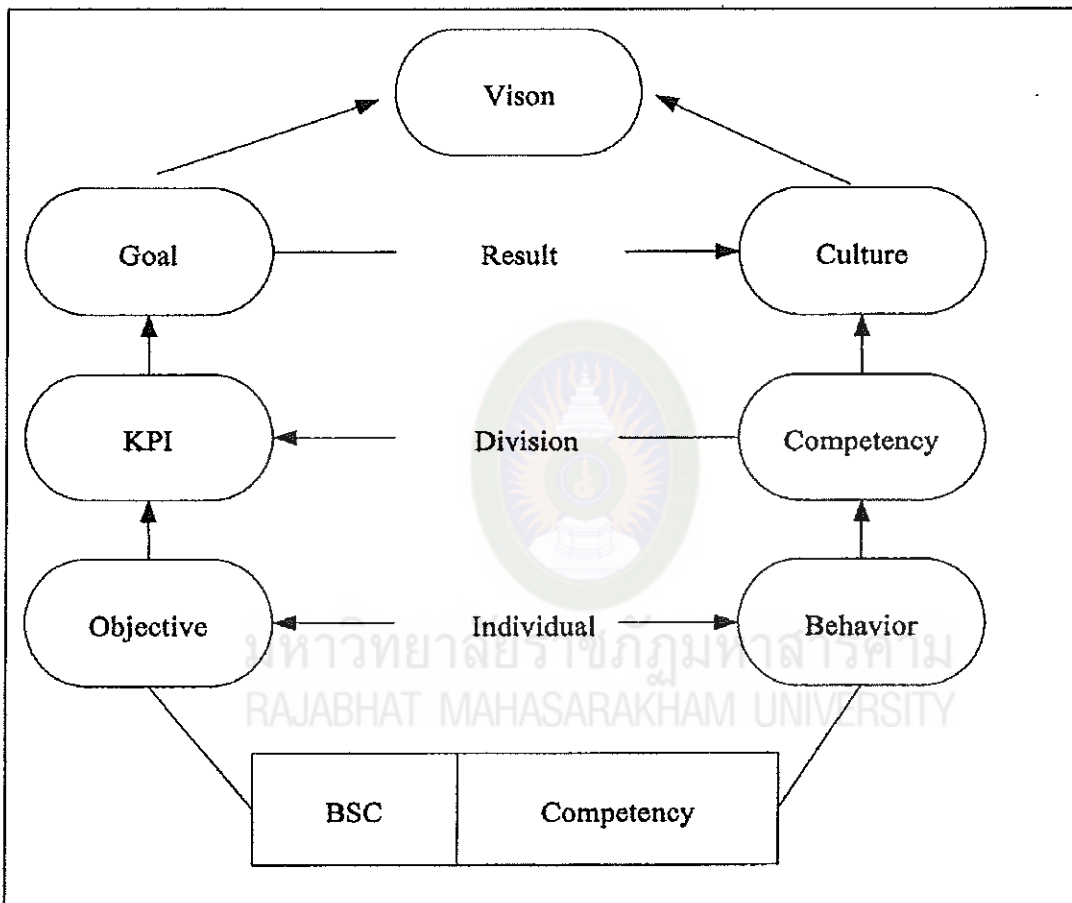 Vison
Goal
Result
Culture
KPI
Division
Competency
Objective
Individual
Behavior
มหาวิทยาลัยราชภัฏมหาสารคาม
RAJABHAT MAHASARAKHAM UNIVERSITY
BSC
Competency